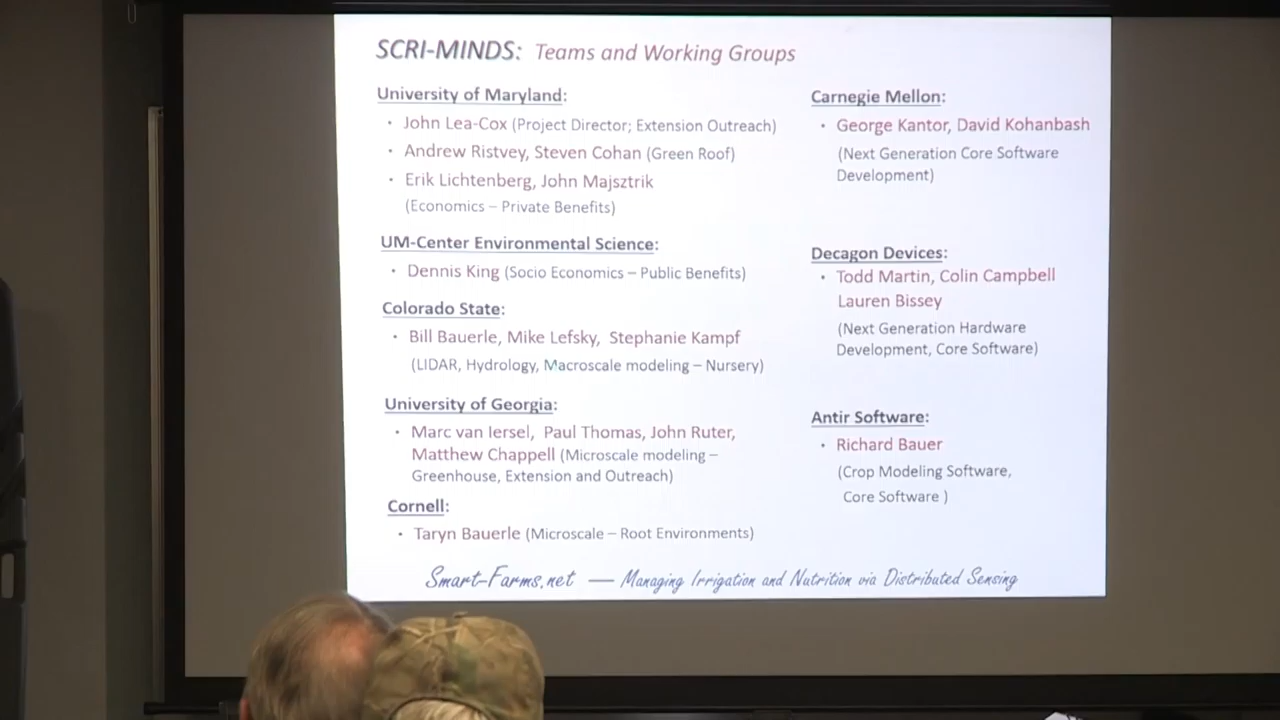 SCRI-MINDS: Teams and Working Groups
University of Maryland:
• John Lea-Cox (Project Director; Extension Outreach)
• Andrew Ristvey, Steven Cohan (Green Roof)
• Erik Lichtenberg, John Majsztrik
(Economics – Private Benefits)
UM-Center Environmental Science:
• Dennis King (Socio Economics – Public Benefits)
Colorado State:
• Bill Bauerle, Mike Lefsky, Stephanie Kampf
(LIDAR, Hydrology, Macroscale modeling – Nursery)
University of Georgia:
• Marc van Iersel, Paul Thomas, John Ruter,
Matthew Chappell (Microscale modeling –
Greenhouse, Extension and Outreach)
Cornell:
• Taryn Bauerle (Microscale – Root Environments)
Carnegie Mellon:
• George Kantor, David Kohanbash
(Next Generation Core Software
Development)
Decagon Devices:
• Todd Martin, Colin Campbell
Lauren Bissey
(Next Generation Hardware
Development, Core Software)
Antir Software:
• Richard Bauer
(Crop Modeling Software,
Core Software )
Smart-Farms.net — Managing Irrigation and Nutrition via Distributed Sensing